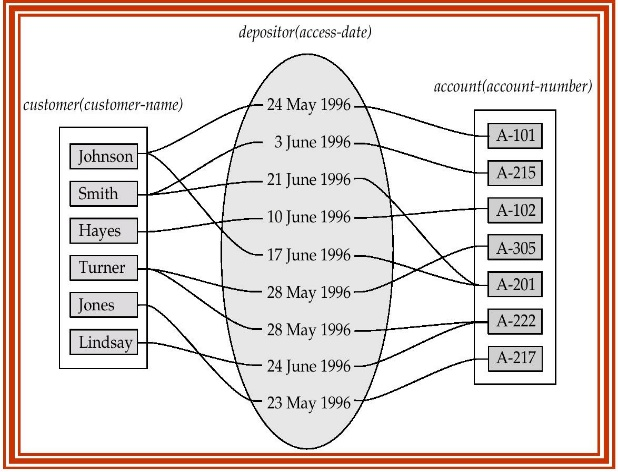 depositor(access-date)
customer(customer-name)
account(account-number)
Johnson
Smith
Hayes
Turner
Jones
Lindsay
24 May 1996
3 June 1996
21 June 1996
10 June 1996
17 June 1996
28 May 1996
28 May 1996
24 June 1996
23 May 1996
A-101
A-215
A-102
A-305
A-201
A-222
A-217